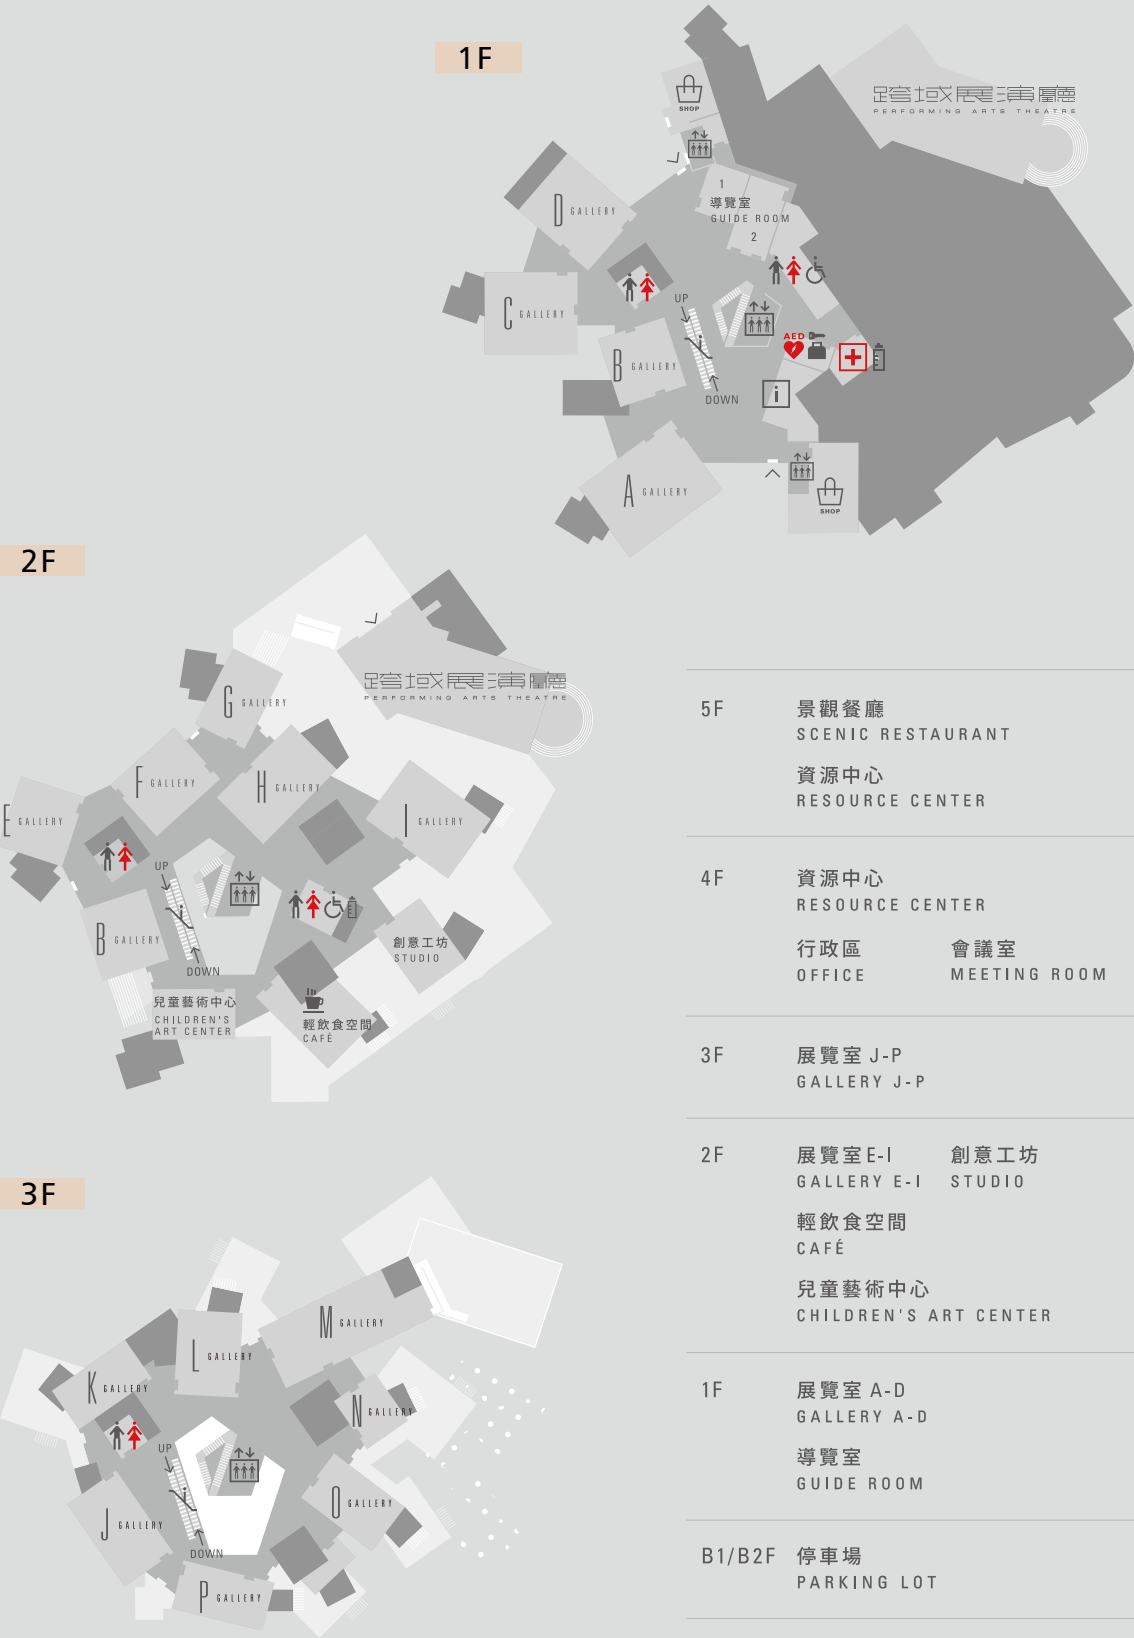 1F
SHOP
跨域展演廳
PERFORMING ARTS THEATRE
D GALLERY
1
導覽室
GUIDE ROOM
2
C GALLERY
UP
B GALLERY
AED
DOWN
i
A GALLERY
SHOP
2F
跨域展演廳
PERFORMING ARTS THEATRE
G GALLERY
F GALLERY
H GALLERY
E GALLERY
I GALLERY
UP
B GALLERY
DOWN
創意工坊
STUDIO
兒童藝術中心
CHILDREN'S
ART CENTER
輕飲食空間
CAFÉ
3F
M GALLERY
L GALLERY
K GALLERY
N GALLERY
UP
O GALLERY
J GALLERY
DOWN
P GALLERY
5F 景觀餐廳
SCENIC RESTAURANT
資源中心
RESOURCE CENTER
4F 資源中心
RESOURCE CENTER
行政區 會議室
OFFICE MEETING ROOM
3F 展覽室 J-P
GALLERY J-P
2F 展覽室 E-I 創意工坊
GALLERY E-I STUDIO
輕飲食空間
CAFÉ
兒童藝術中心
CHILDREN'S ART CENTER
1F 展覽室 A-D
GALLERY A-D
導覽室
GUIDE ROOM
B1/B2F 停車場
PARKING LOT